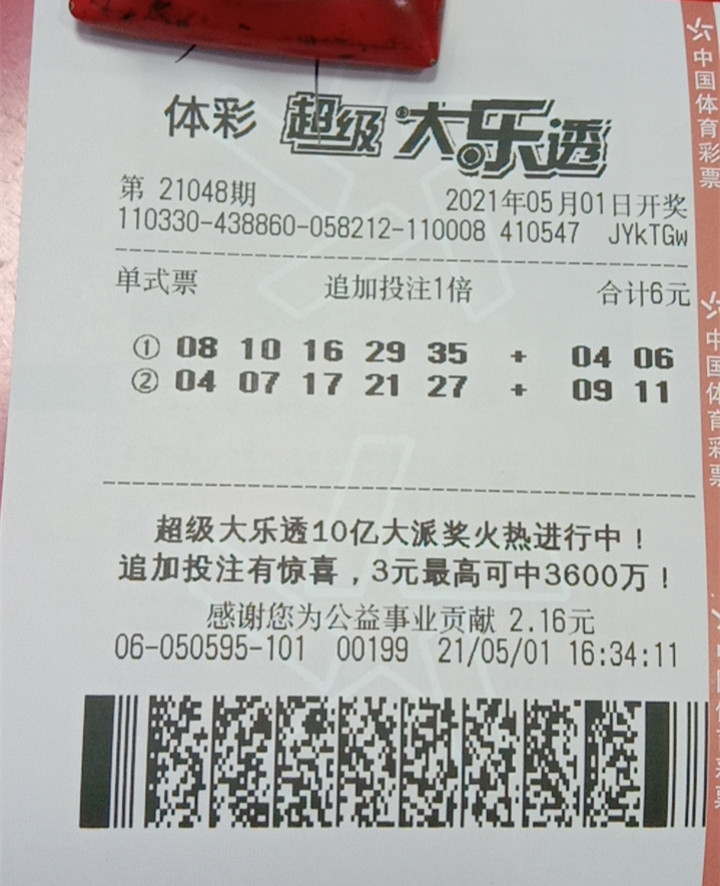 体彩 超级大乐透
第 21048期 2021年05月01日开奖
110330-438860-058212-110008 410547 JYkTGW
单式票 追加投注1倍 合计6元
① 08 10 16 29 35 + 04 06
② 04 07 17 21 27 + 09 11
超级大乐透10亿大派奖火热进行中！
追加投注有惊喜，3元最高可中3600万！
感谢您为公益事业贡献 2.16元
06-050595-101 00199 21/05/01 16:34:11
中国体育彩票
中国体育彩票